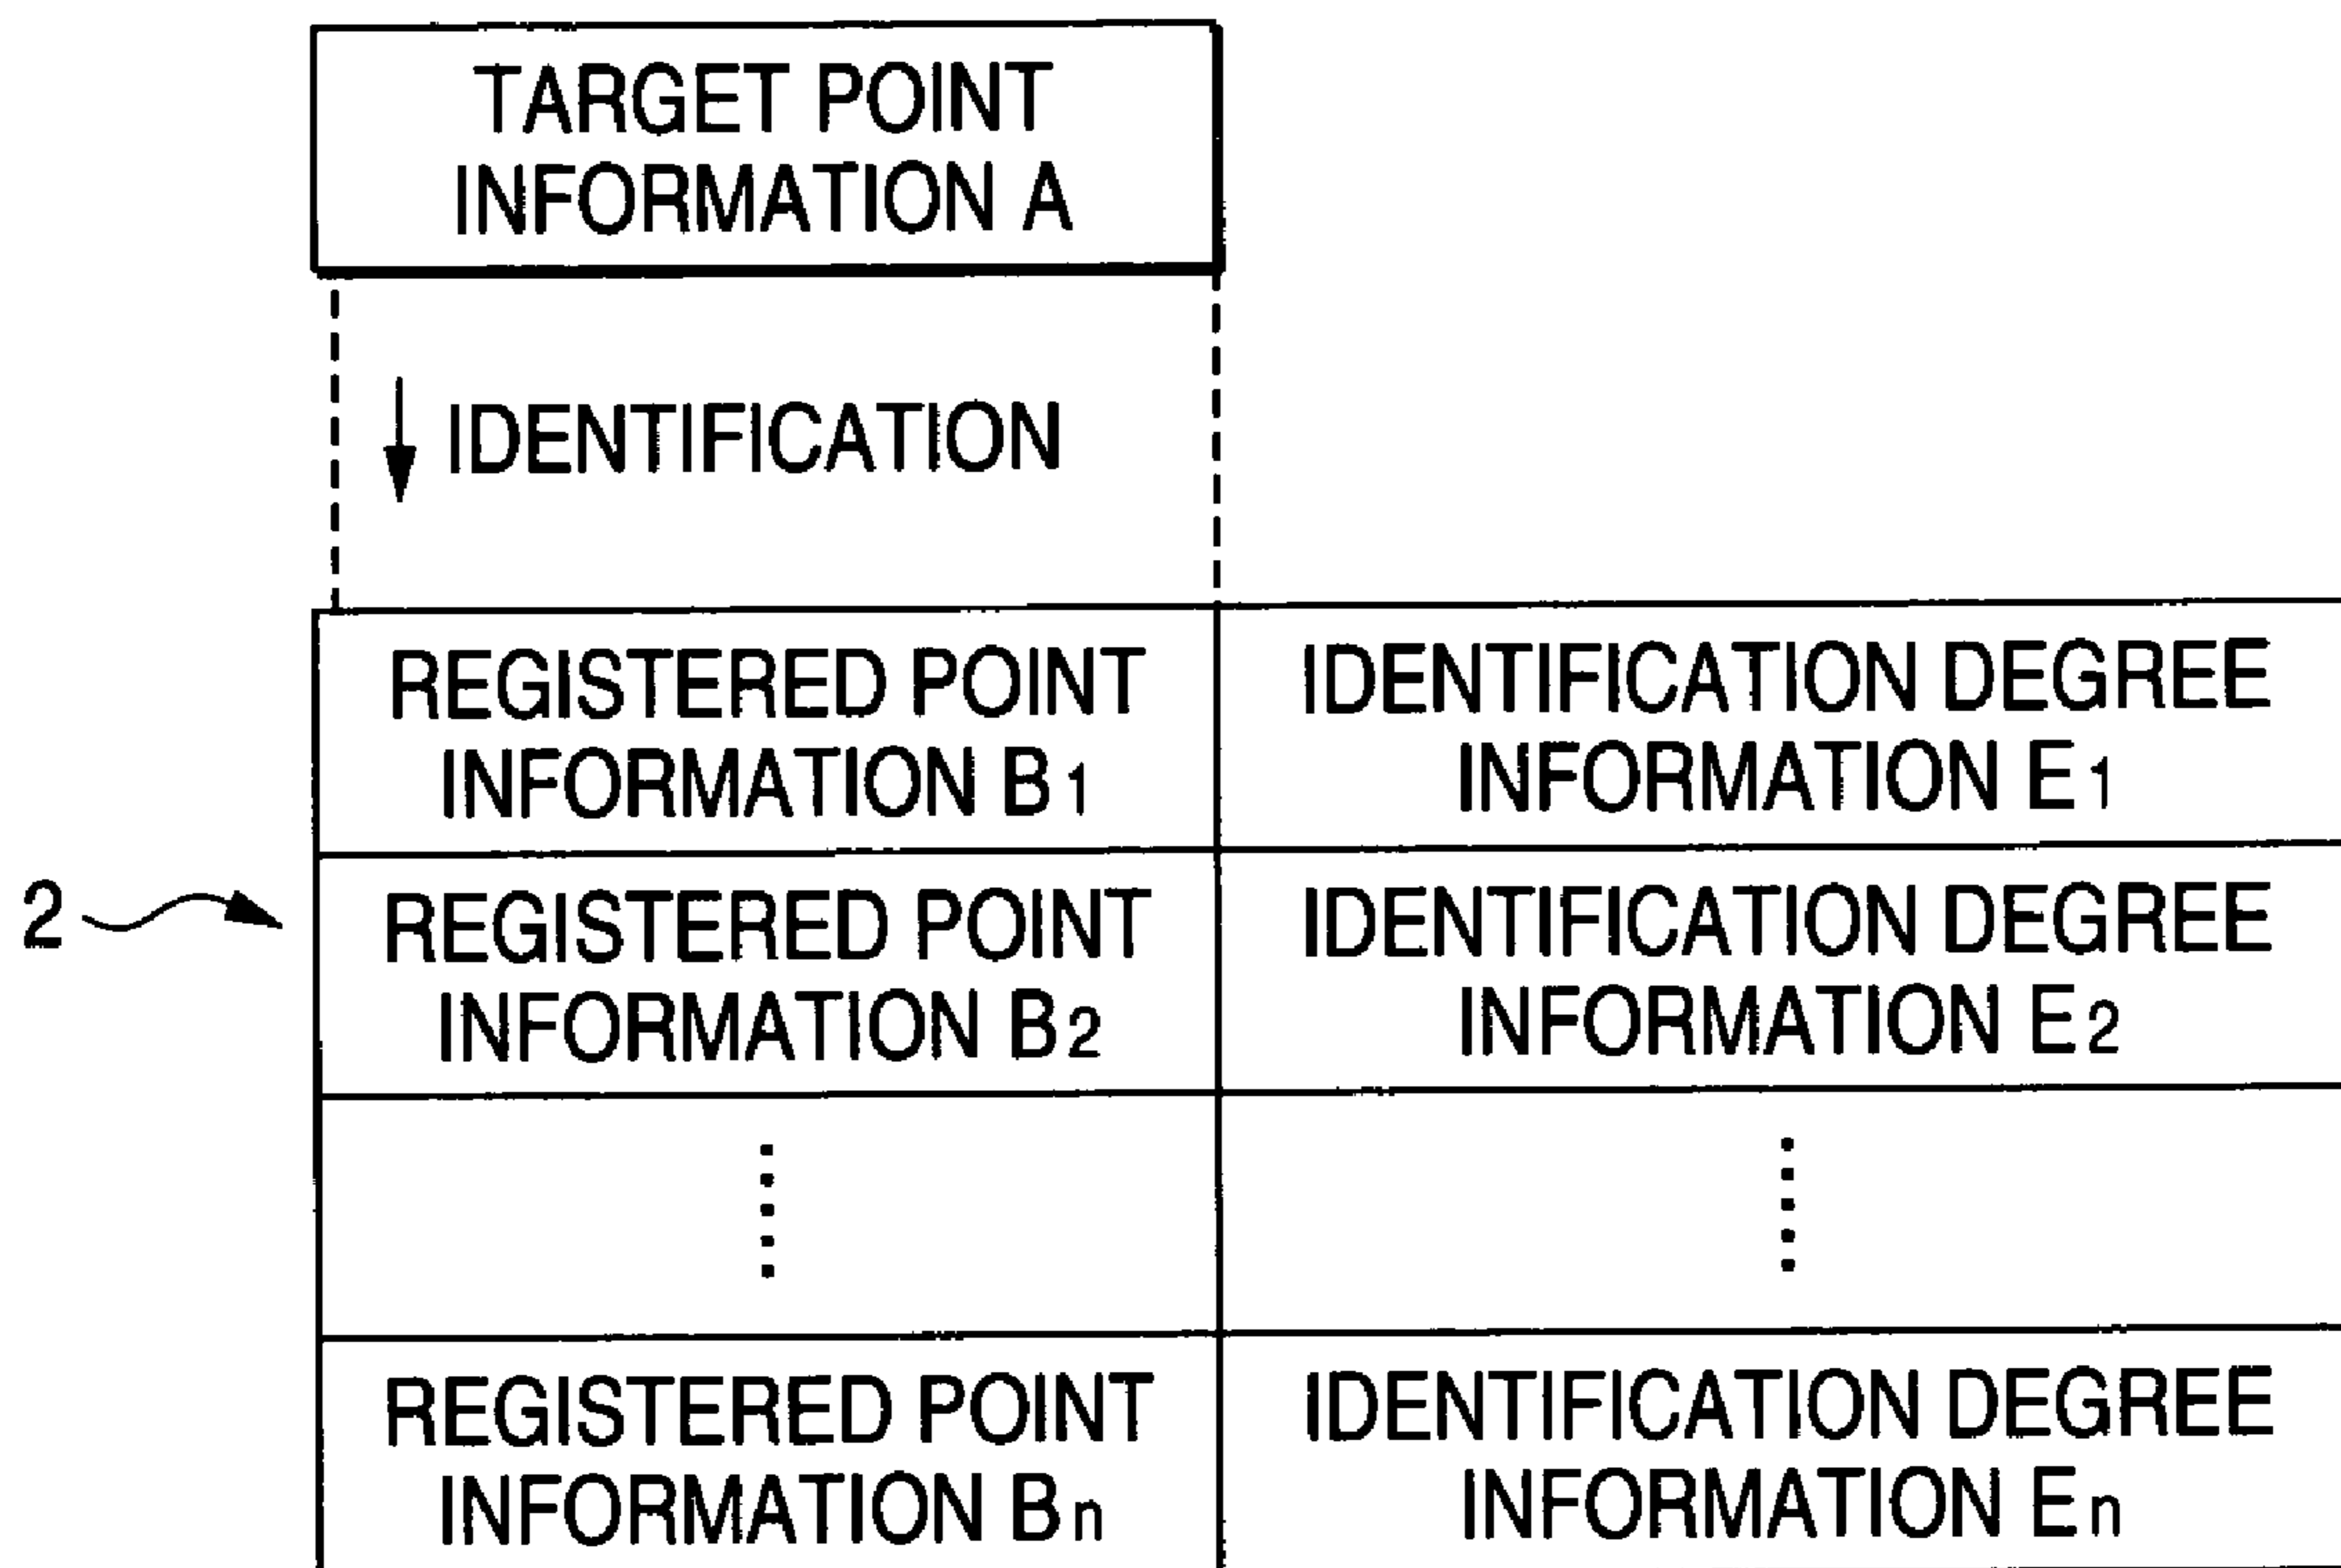 TARGET POINT
INFORMATION A
IDENTIFICATION
REGISTERED POINT
INFORMATION B1
IDENTIFICATION DEGREE
INFORMATION E1
2
REGISTERED POINT
INFORMATION B2
IDENTIFICATION DEGREE
INFORMATION E2
REGISTERED POINT
INFORMATION Bn
IDENTIFICATION DEGREE
INFORMATION En